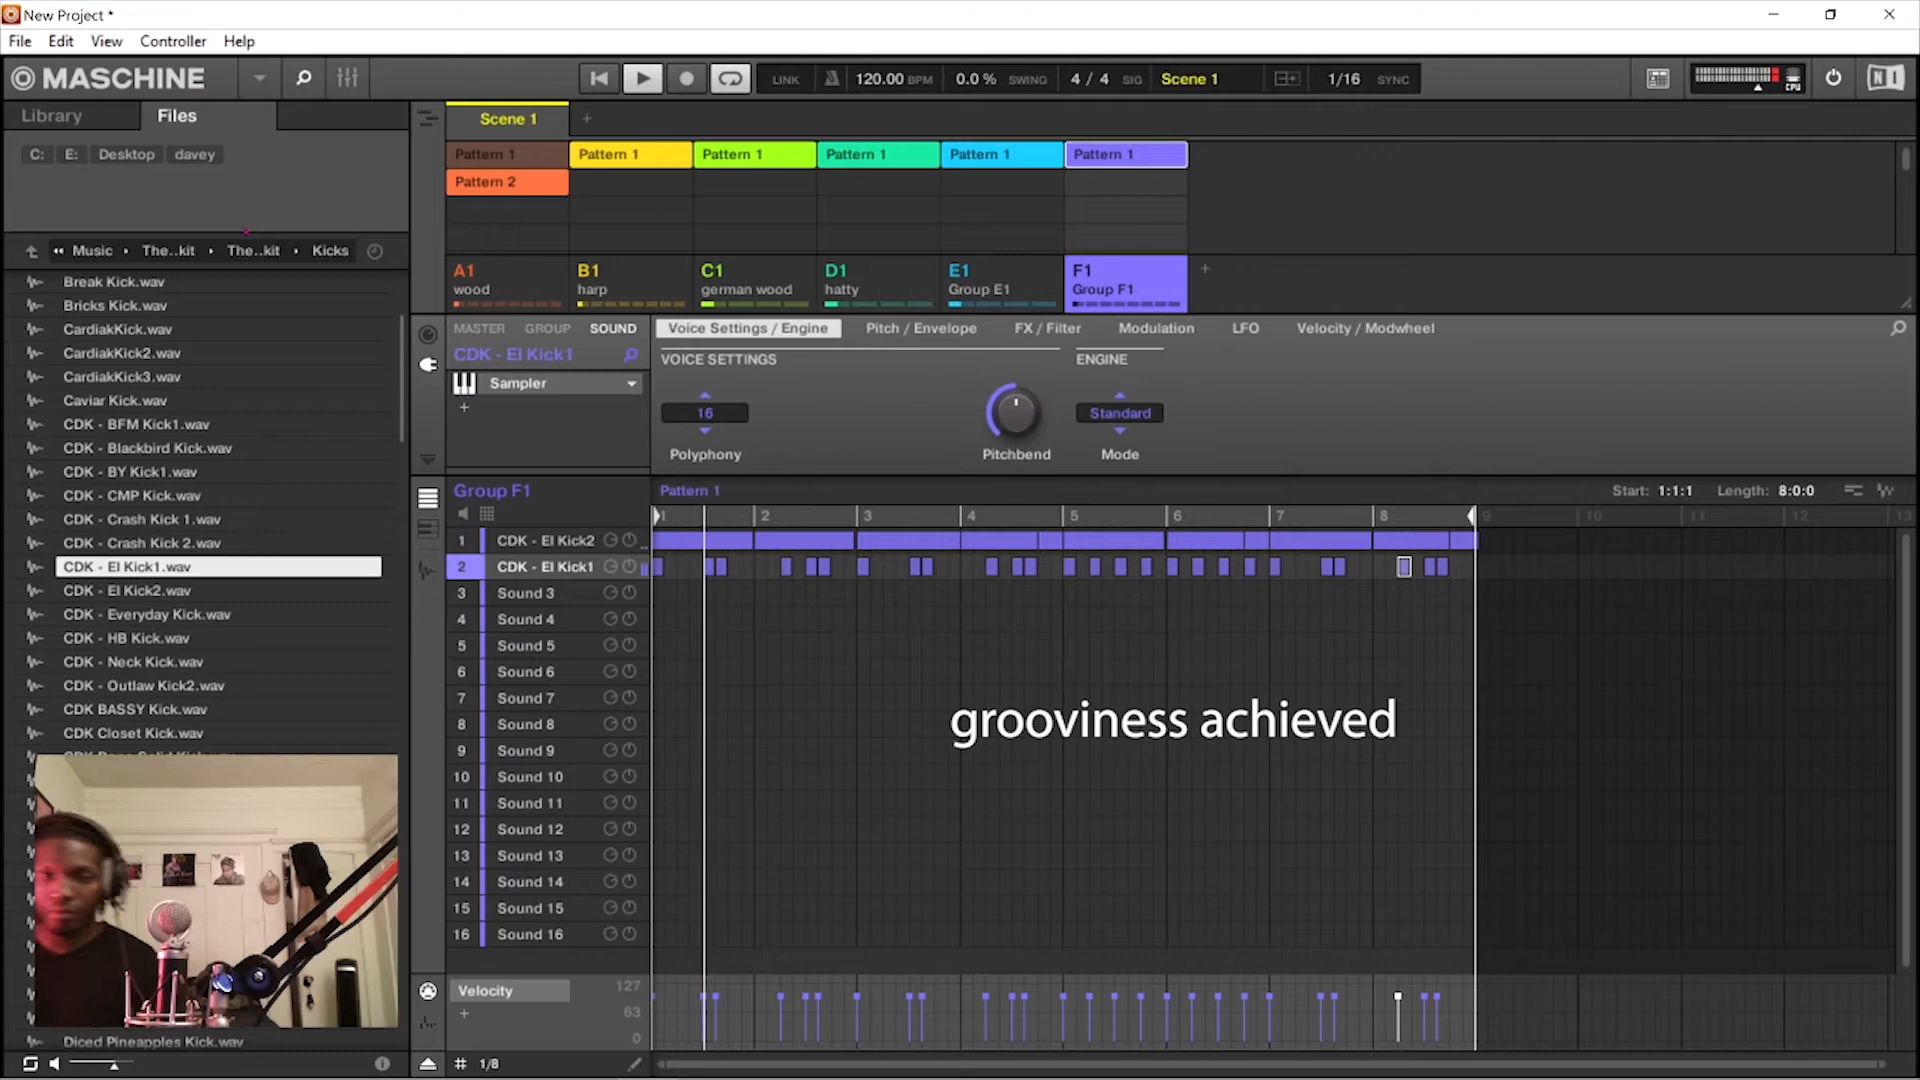 New Project *
File Edit View Controller Help
MASCHINE
LINK 120.00 BPM 0.0 % SWING 4 / 4 SIG Scene 1 1/16 SYNC
CPU
Library Files
C: E: Desktop davey
Music The..kit The..kit Kicks
Break Kick.wav
Bricks Kick.wav
CardiakKick.wav
CardiakKick2.wav
CardiakKick3.wav
Caviar Kick.wav
CDK - BFM Kick1.wav
CDK - Blackbird Kick.wav
CDK - BY Kick1.wav
CDK - CMP Kick.wav
CDK - Crash Kick 1.wav
CDK - Crash Kick 2.wav
CDK - EI Kick1.wav
CDK - EI Kick2.wav
CDK - Everyday Kick.wav
CDK - HB Kick.wav
CDK - Neck Kick.wav
CDK - Outlaw Kick2.wav
CDK BASSY Kick.wav
CDK Closet Kick.wav
Diced Pineapples Kick.wav
Scene 1 +
Pattern 1 Pattern 1 Pattern 1 Pattern 1 Pattern 1 Pattern 1
Pattern 2
A1 B1 C1 D1 E1 F1 +
wood harp german wood hatty Group E1 Group F1
MASTER GROUP SOUND
CDK - EI Kick1
Sampler
+
Voice Settings / Engine Pitch / Envelope FX / Filter Modulation LFO Velocity / Modwheel
VOICE SETTINGS ENGINE
16 Standard
Polyphony Pitchbend Mode
Group F1 Pattern 1 Start: 1:1:1 Length: 8:0:0
1 2 3 4 5 6 7 8 9 10 11 12 13
1 CDK - EI Kick2
2 CDK - EI Kick1
3 Sound 3
4 Sound 4
5 Sound 5
6 Sound 6
7 Sound 7
8 Sound 8
9 Sound 9
10 Sound 10
11 Sound 11
12 Sound 12
13 Sound 13
14 Sound 14
15 Sound 15
16 Sound 16
grooviness achieved
Velocity 127
+ 63
0
1/8